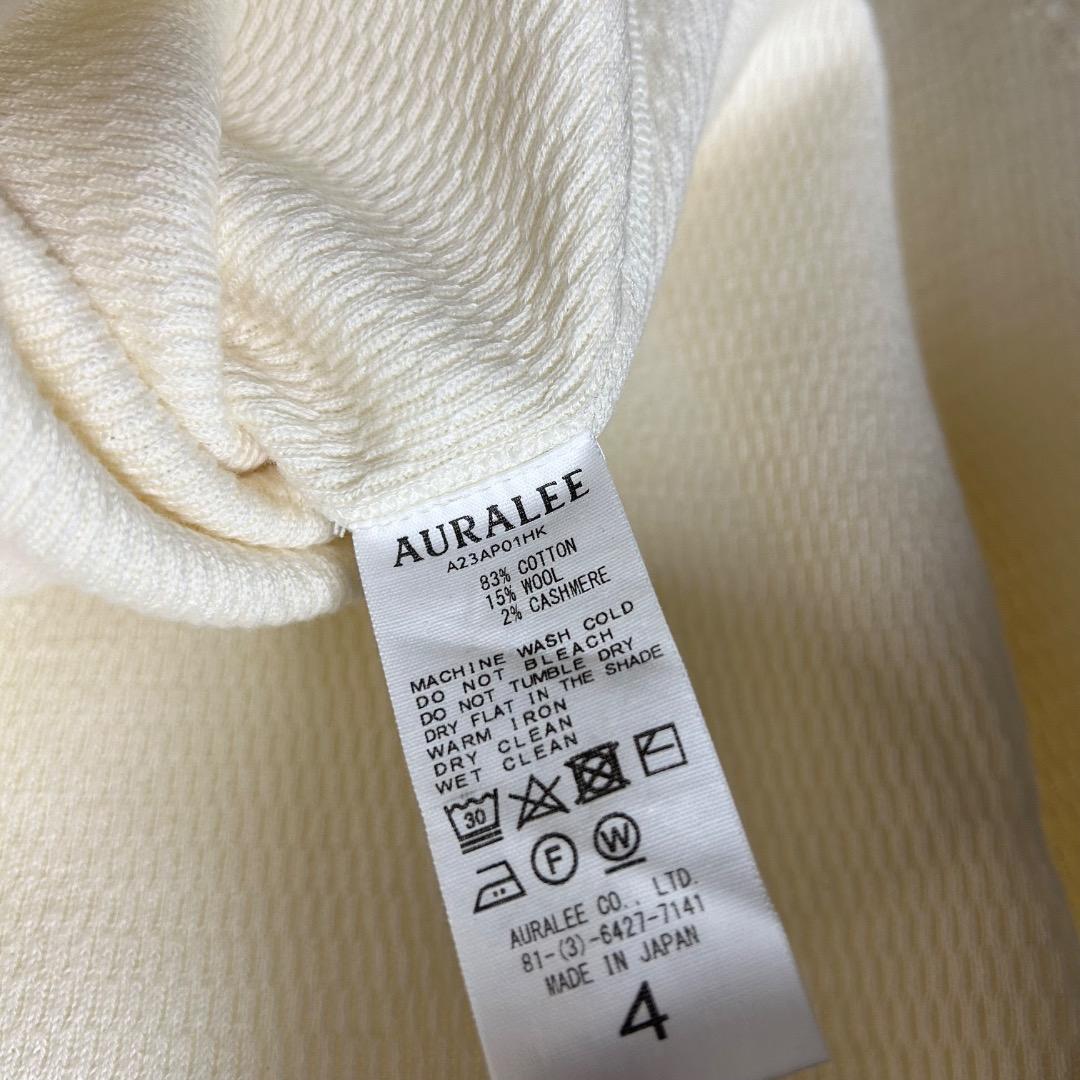 AURALEE
A23AP01HK
83% COTTON
15% WOOL
2% CASHMERE
MACHINE WASH COLD
DO NOT BLEACH
DO NOT TUMBLE DRY
DRY FLAT IN THE SHADE
WARM IRON
DRY CLEAN
WET CLEAN
30
F W
AURALEE CO., LTD.
81-(3)-6427-7141
MADE IN JAPAN
4